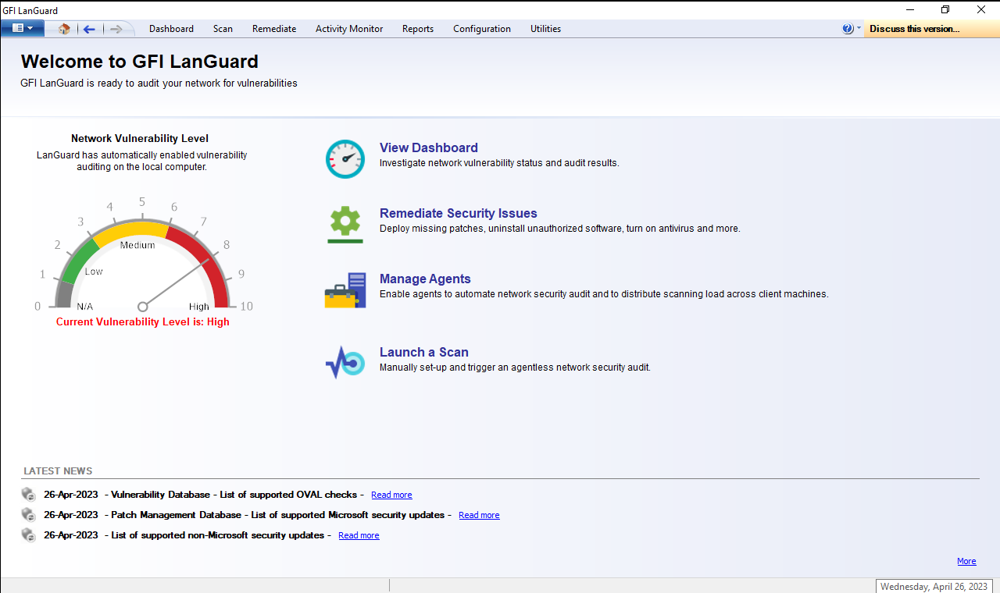 GFI LanGuard
Dashboard Scan Remediate Activity Monitor Reports Configuration Utilities Discuss this version...
Welcome to GFI LanGuard
GFI LanGuard is ready to audit your network for vulnerabilities
Network Vulnerability Level
LanGuard has automatically enabled vulnerability
auditing on the local computer.
0 1 2 3 4 5 6 7 8 9 10
N/A Low Medium High
Current Vulnerability Level is: High
View Dashboard
Investigate network vulnerability status and audit results.
Remediate Security Issues
Deploy missing patches, uninstall unauthorized software, turn on antivirus and more.
Manage Agents
Enable agents to automate network security audit and to distribute scanning load across client machines.
Launch a Scan
Manually set-up and trigger an agentless network security audit.
LATEST NEWS
26-Apr-2023 - Vulnerability Database - List of supported OVAL checks - Read more
26-Apr-2023 - Patch Management Database - List of supported Microsoft security updates - Read more
26-Apr-2023 - List of supported non-Microsoft security updates - Read more
More
Wednesday, April 26, 2023